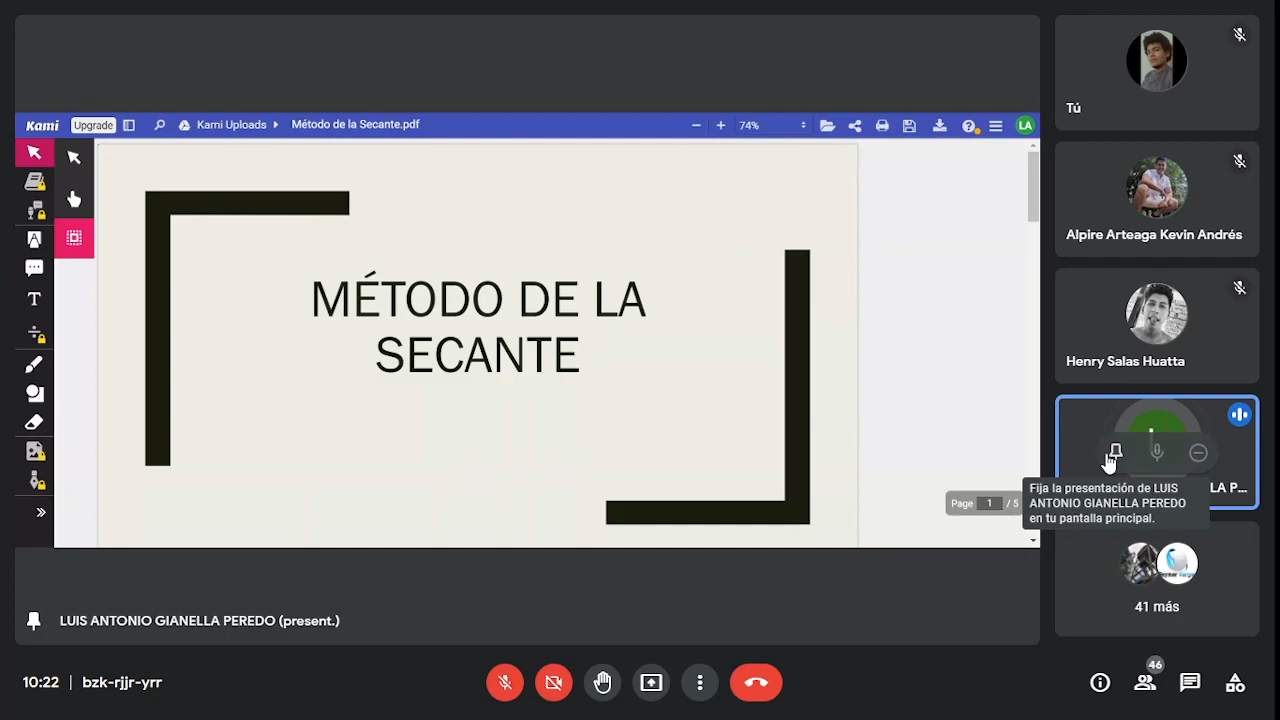 Kami Upgrade Kami Uploads Método de la Secante.pdf 74% LA
MÉTODO DE LA
SECANTE
Page 1 / 5
LUIS ANTONIO GIANELLA PEREDO (present.)
Tú
Alpire Arteaga Kevin Andrés
Henry Salas Huatta
LA P...
Fija la presentación de LUIS
ANTONIO GIANELLA PEREDO
en tu pantalla principal.
41 más
10:22 | bzk-rjjr-yrr
46